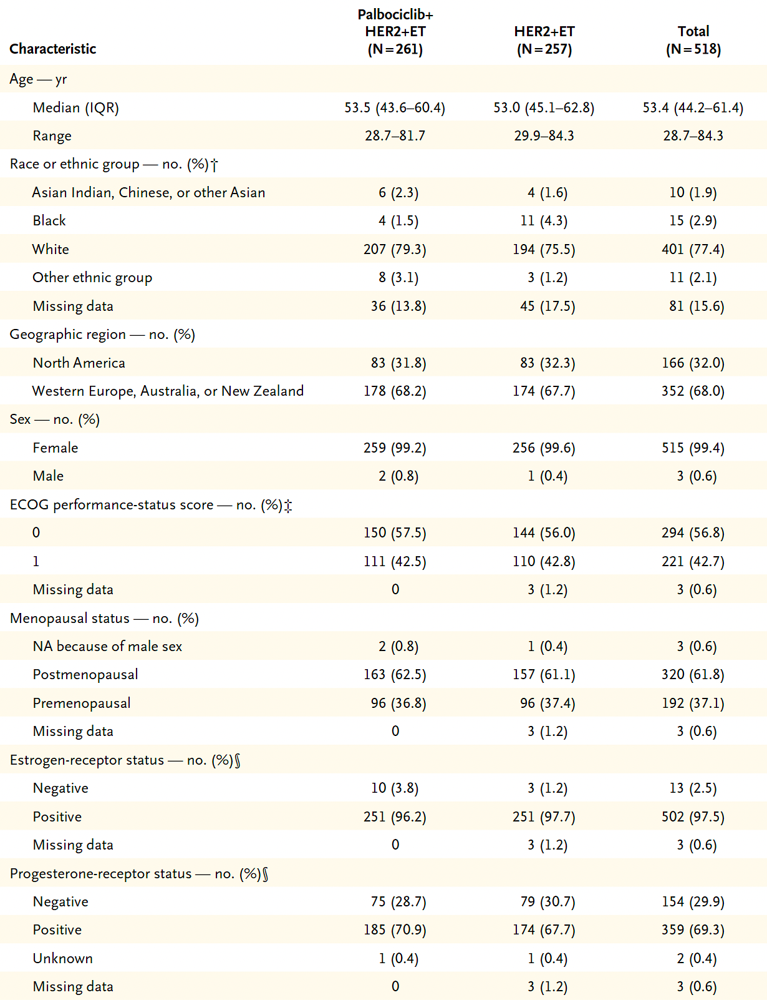 Palbociclib+
HER2+ET HER2+ET Total
Characteristic (N=261) (N=257) (N=518)
Age — yr
Median (IQR) 53.5 (43.6–60.4) 53.0 (45.1–62.8) 53.4 (44.2–61.4)
Range 28.7–81.7 29.9–84.3 28.7–84.3
Race or ethnic group — no. (%)†
Asian Indian, Chinese, or other Asian 6 (2.3) 4 (1.6) 10 (1.9)
Black 4 (1.5) 11 (4.3) 15 (2.9)
White 207 (79.3) 194 (75.5) 401 (77.4)
Other ethnic group 8 (3.1) 3 (1.2) 11 (2.1)
Missing data 36 (13.8) 45 (17.5) 81 (15.6)
Geographic region — no. (%)
North America 83 (31.8) 83 (32.3) 166 (32.0)
Western Europe, Australia, or New Zealand 178 (68.2) 174 (67.7) 352 (68.0)
Sex — no. (%)
Female 259 (99.2) 256 (99.6) 515 (99.4)
Male 2 (0.8) 1 (0.4) 3 (0.6)
ECOG performance-status score — no. (%)‡
0 150 (57.5) 144 (56.0) 294 (56.8)
1 111 (42.5) 110 (42.8) 221 (42.7)
Missing data 0 3 (1.2) 3 (0.6)
Menopausal status — no. (%)
NA because of male sex 2 (0.8) 1 (0.4) 3 (0.6)
Postmenopausal 163 (62.5) 157 (61.1) 320 (61.8)
Premenopausal 96 (36.8) 96 (37.4) 192 (37.1)
Missing data 0 3 (1.2) 3 (0.6)
Estrogen-receptor status — no. (%)§
Negative 10 (3.8) 3 (1.2) 13 (2.5)
Positive 251 (96.2) 251 (97.7) 502 (97.5)
Missing data 0 3 (1.2) 3 (0.6)
Progesterone-receptor status — no. (%)§
Negative 75 (28.7) 79 (30.7) 154 (29.9)
Positive 185 (70.9) 174 (67.7) 359 (69.3)
Unknown 1 (0.4) 1 (0.4) 2 (0.4)
Missing data 0 3 (1.2) 3 (0.6)